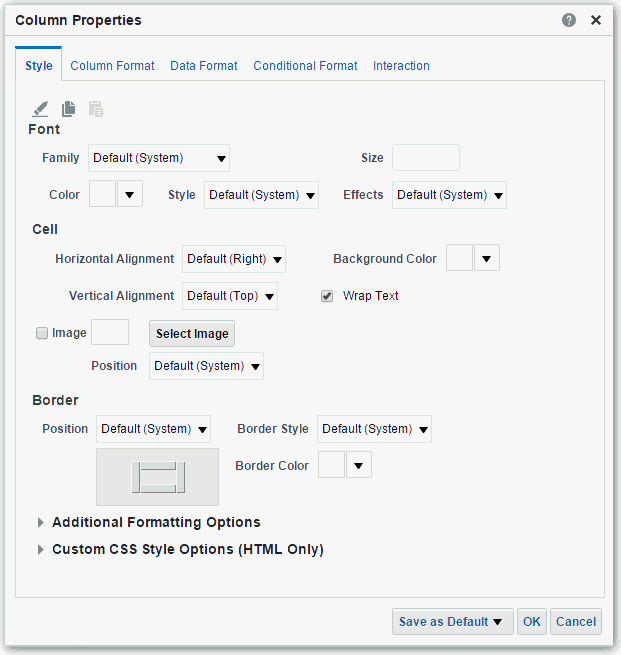 Column Properties
Style Column Format Data Format Conditional Format Interaction
Font
Family Default (System) Size
Color Style Default (System) Effects Default (System)
Cell
Horizontal Alignment Default (Right) Background Color
Vertical Alignment Default (Top) Wrap Text
Image Select Image
Position Default (System)
Border
Position Default (System) Border Style Default (System)
Border Color
Additional Formatting Options
Custom CSS Style Options (HTML Only)
Save as Default OK Cancel